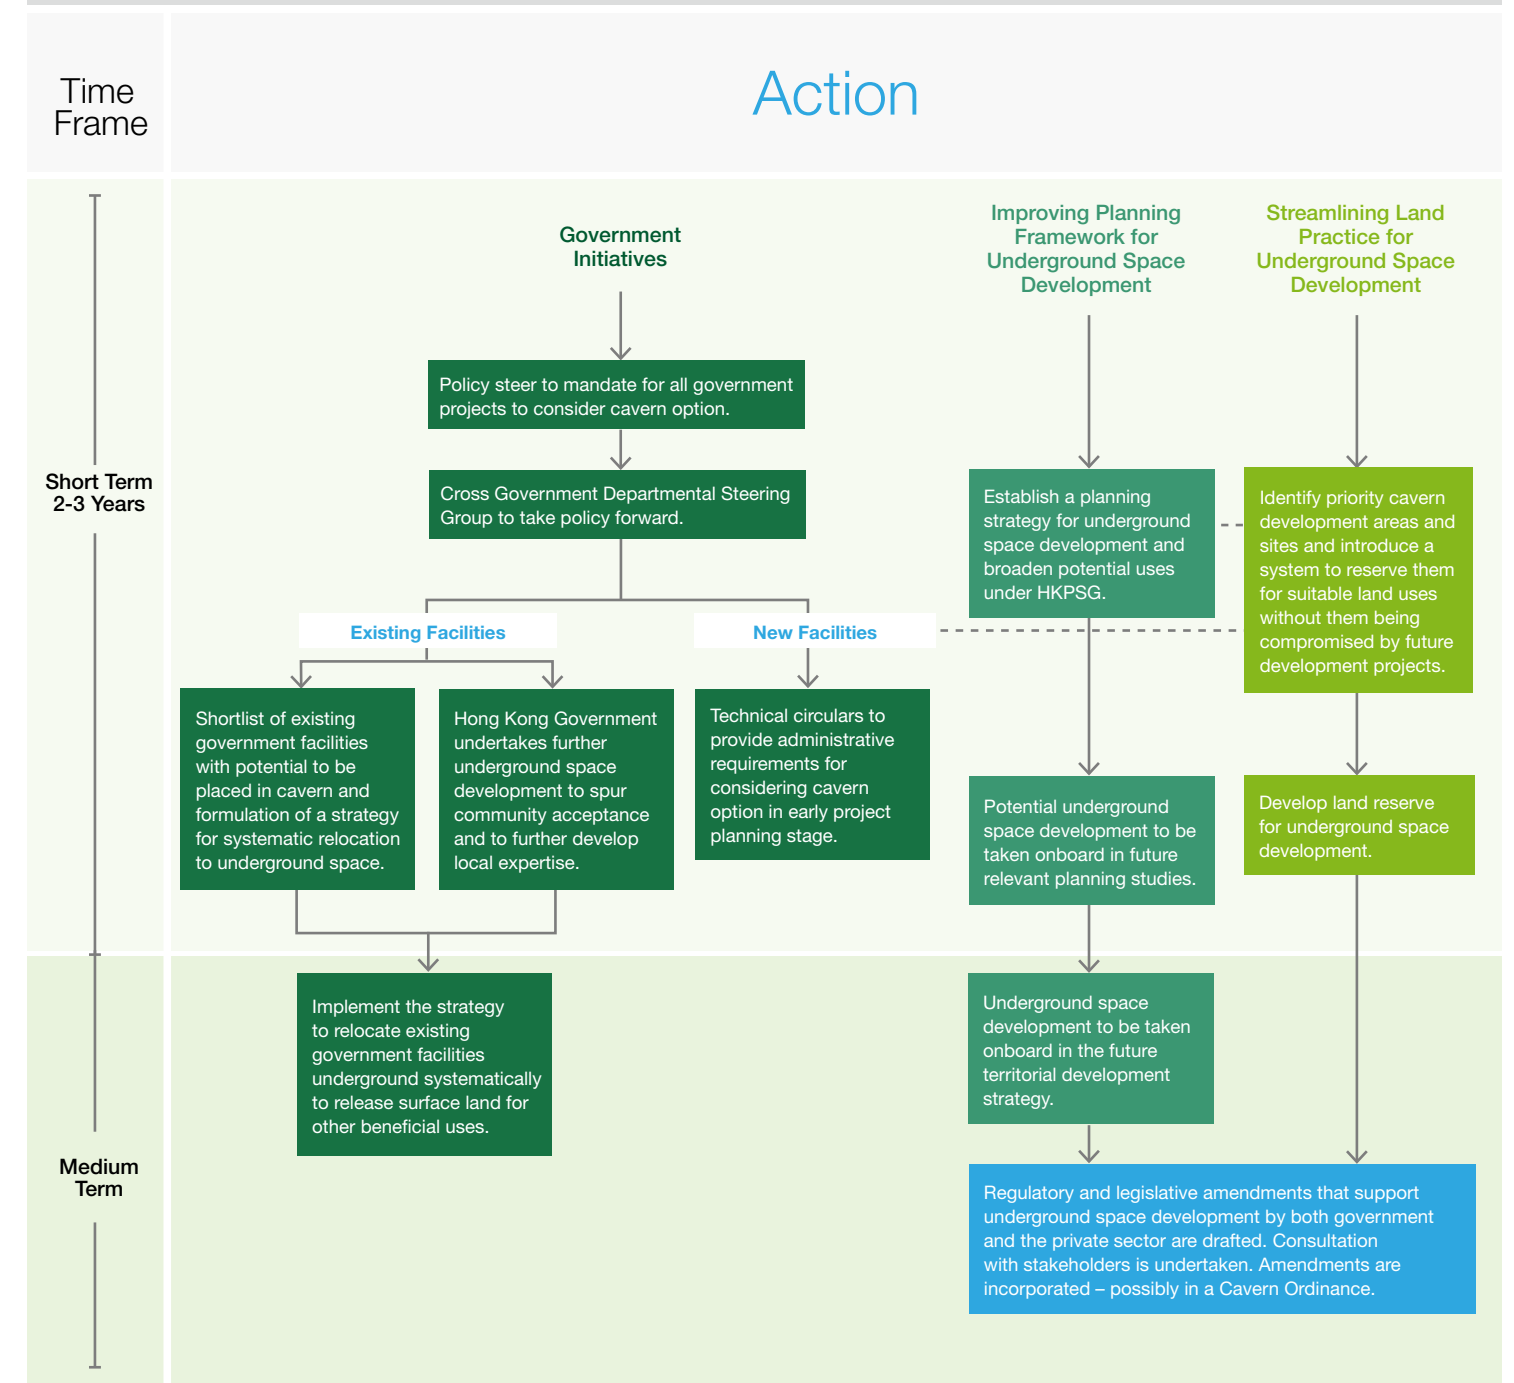 Time
Frame
Action
Short Term
2-3 Years
Government
Initiatives
Policy steer to mandate for all government
projects to consider cavern option.
Cross Government Departmental Steering
Group to take policy forward.
Existing Facilities
New Facilities
Shortlist of existing
government facilities
with potential to be
placed in cavern and
formulation of a strategy
for systematic relocation
to underground space.
Hong Kong Government
undertakes further
underground space
development to spur
community acceptance
and to further develop
local expertise.
Technical circulars to
provide administrative
requirements for
considering cavern
option in early project
planning stage.
Improving Planning
Framework for
Underground Space
Development
Establish a planning
strategy for underground
space development and
broaden potential uses
under HKPSG.
Potential underground
space development to be
taken onboard in future
relevant planning studies.
Streamlining Land
Practice for
Underground Space
Development
Identify priority cavern
development areas and
sites and introduce a
system to reserve them
for suitable land uses
without them being
compromised by future
development projects.
Develop land reserve
for underground space
development.
Medium
Term
Implement the strategy
to relocate existing
government facilities
underground systematically
to release surface land for
other beneficial uses.
Underground space
development to be taken
onboard in the future
territorial development
strategy.
Regulatory and legislative amendments that support
underground space development by both government
and the private sector are drafted. Consultation
with stakeholders is undertaken. Amendments are
incorporated – possibly in a Cavern Ordinance.